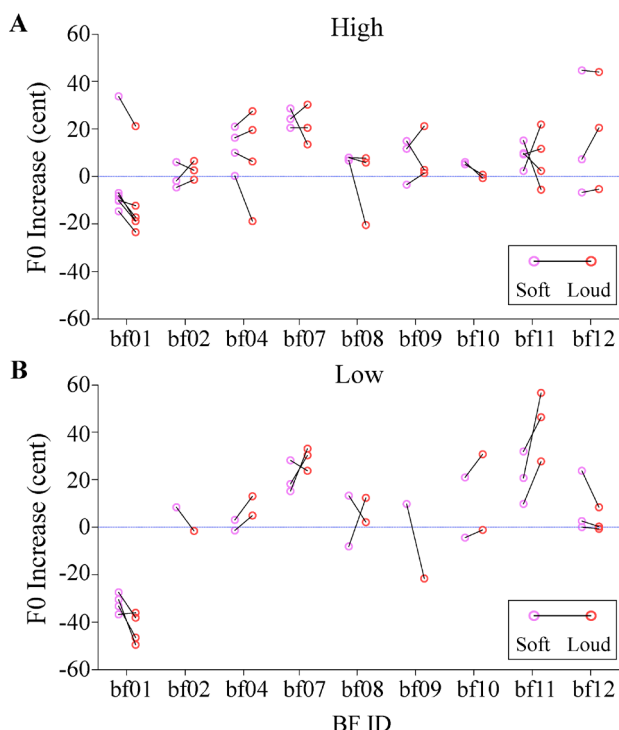 A
High
F0 Increase (cent)
60
40
20
0
-20
-40
-60
Soft Loud
bf01 bf02 bf04 bf07 bf08 bf09 bf10 bf11 bf12
B
Low
F0 Increase (cent)
60
40
20
0
-20
-40
-60
Soft Loud
bf01 bf02 bf04 bf07 bf08 bf09 bf10 bf11 bf12
BF ID